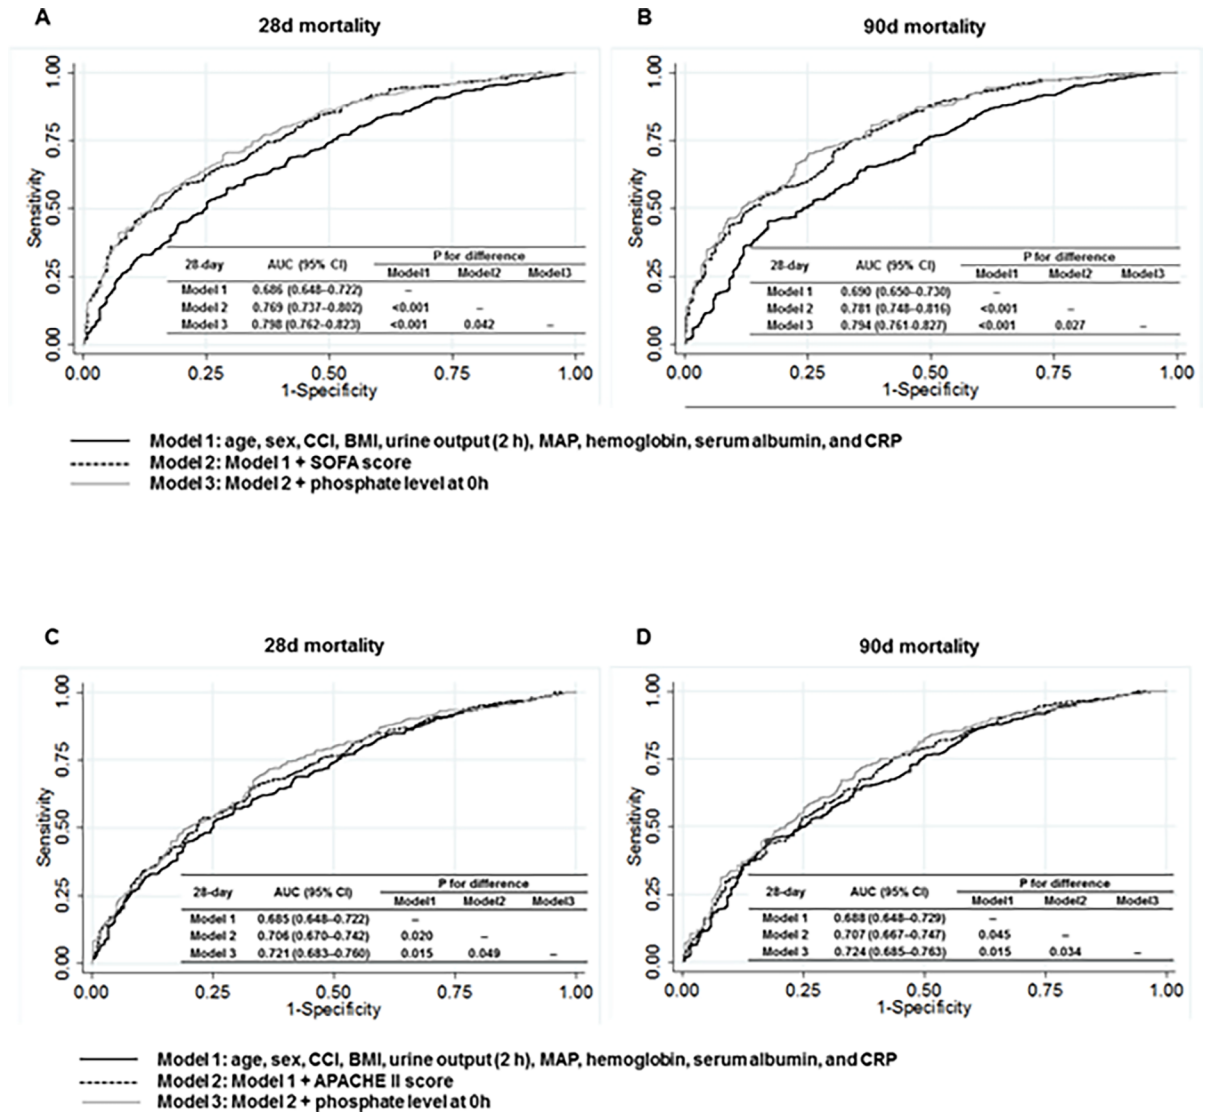 A
28d mortality
1.00
0.75
0.50
0.25
0.00
Sensitivity
28-day AUC (95% CI) P for difference
Model1 Model2 Model3
Model 1 0.686 (0.648–0.722) –
Model 2 0.769 (0.737–0.802) <0.001 –
Model 3 0.798 (0.762–0.823) <0.001 0.042 –
0.00 0.25 0.50 0.75 1.00
1-Specificity
B
90d mortality
1.00
0.75
0.50
0.25
0.00
Sensitivity
28-day AUC (95% CI) P for difference
Model1 Model2 Model3
Model 1 0.690 (0.650–0.730) –
Model 2 0.781 (0.748–0.816) <0.001 –
Model 3 0.794 (0.761-0.827) <0.001 0.027 –
0.00 0.25 0.50 0.75 1.00
1-Specificity
Model 1: age, sex, CCI, BMI, urine output (2 h), MAP, hemoglobin, serum albumin, and CRP
Model 2: Model 1 + SOFA score
Model 3: Model 2 + phosphate level at 0h
C
28d mortality
1.00
0.75
0.50
0.25
0.00
Sensitivity
28-day AUC (95% CI) P for difference
Model1 Model2 Model3
Model 1 0.685 (0.648–0.722) –
Model 2 0.706 (0.670–0.742) 0.020 –
Model 3 0.721 (0.683–0.760) 0.015 0.049 –
0.00 0.25 0.50 0.75 1.00
1-Specificity
D
90d mortality
1.00
0.75
0.50
0.25
0.00
Sensitivity
28-day AUC (95% CI) P for difference
Model1 Model2 Model3
Model 1 0.688 (0.648–0.729) –
Model 2 0.707 (0.667–0.747) 0.045 –
Model 3 0.724 (0.685–0.763) 0.015 0.034 –
0.00 0.25 0.50 0.75 1.00
1-Specificity
Model 1: age, sex, CCI, BMI, urine output (2 h), MAP, hemoglobin, serum albumin, and CRP
Model 2: Model 1 + APACHE II score
Model 3: Model 2 + phosphate level at 0h